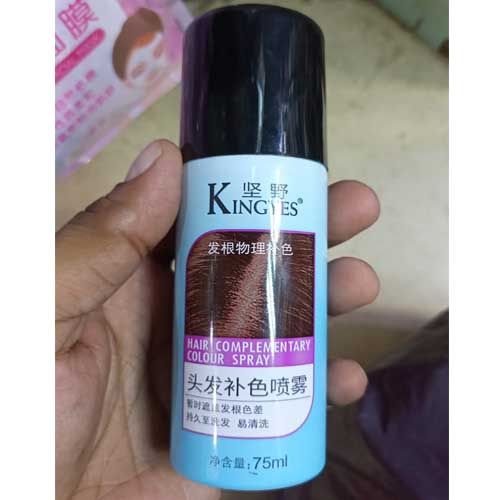 膜
坚野
KINGYES®
发根物理补色
HAIR COMPLEMENTARY
COLOUR SPRAY
头发补色喷雾
暂时遮盖发根色差
持久至洗发 易清洗
净含量: 75ml